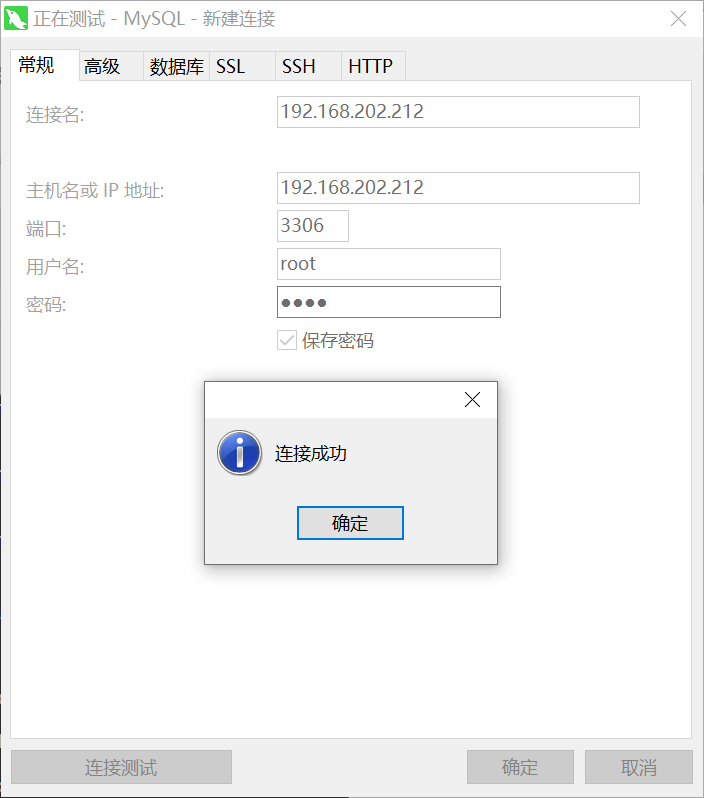 正在测试 - MySQL - 新建连接
常规 高级 数据库 SSL SSH HTTP
连接名: 192.168.202.212
主机名或 IP 地址: 192.168.202.212
端口: 3306
用户名: root
密码: ●●●●
保存密码
连接成功
确定
连接测试 确定 取消